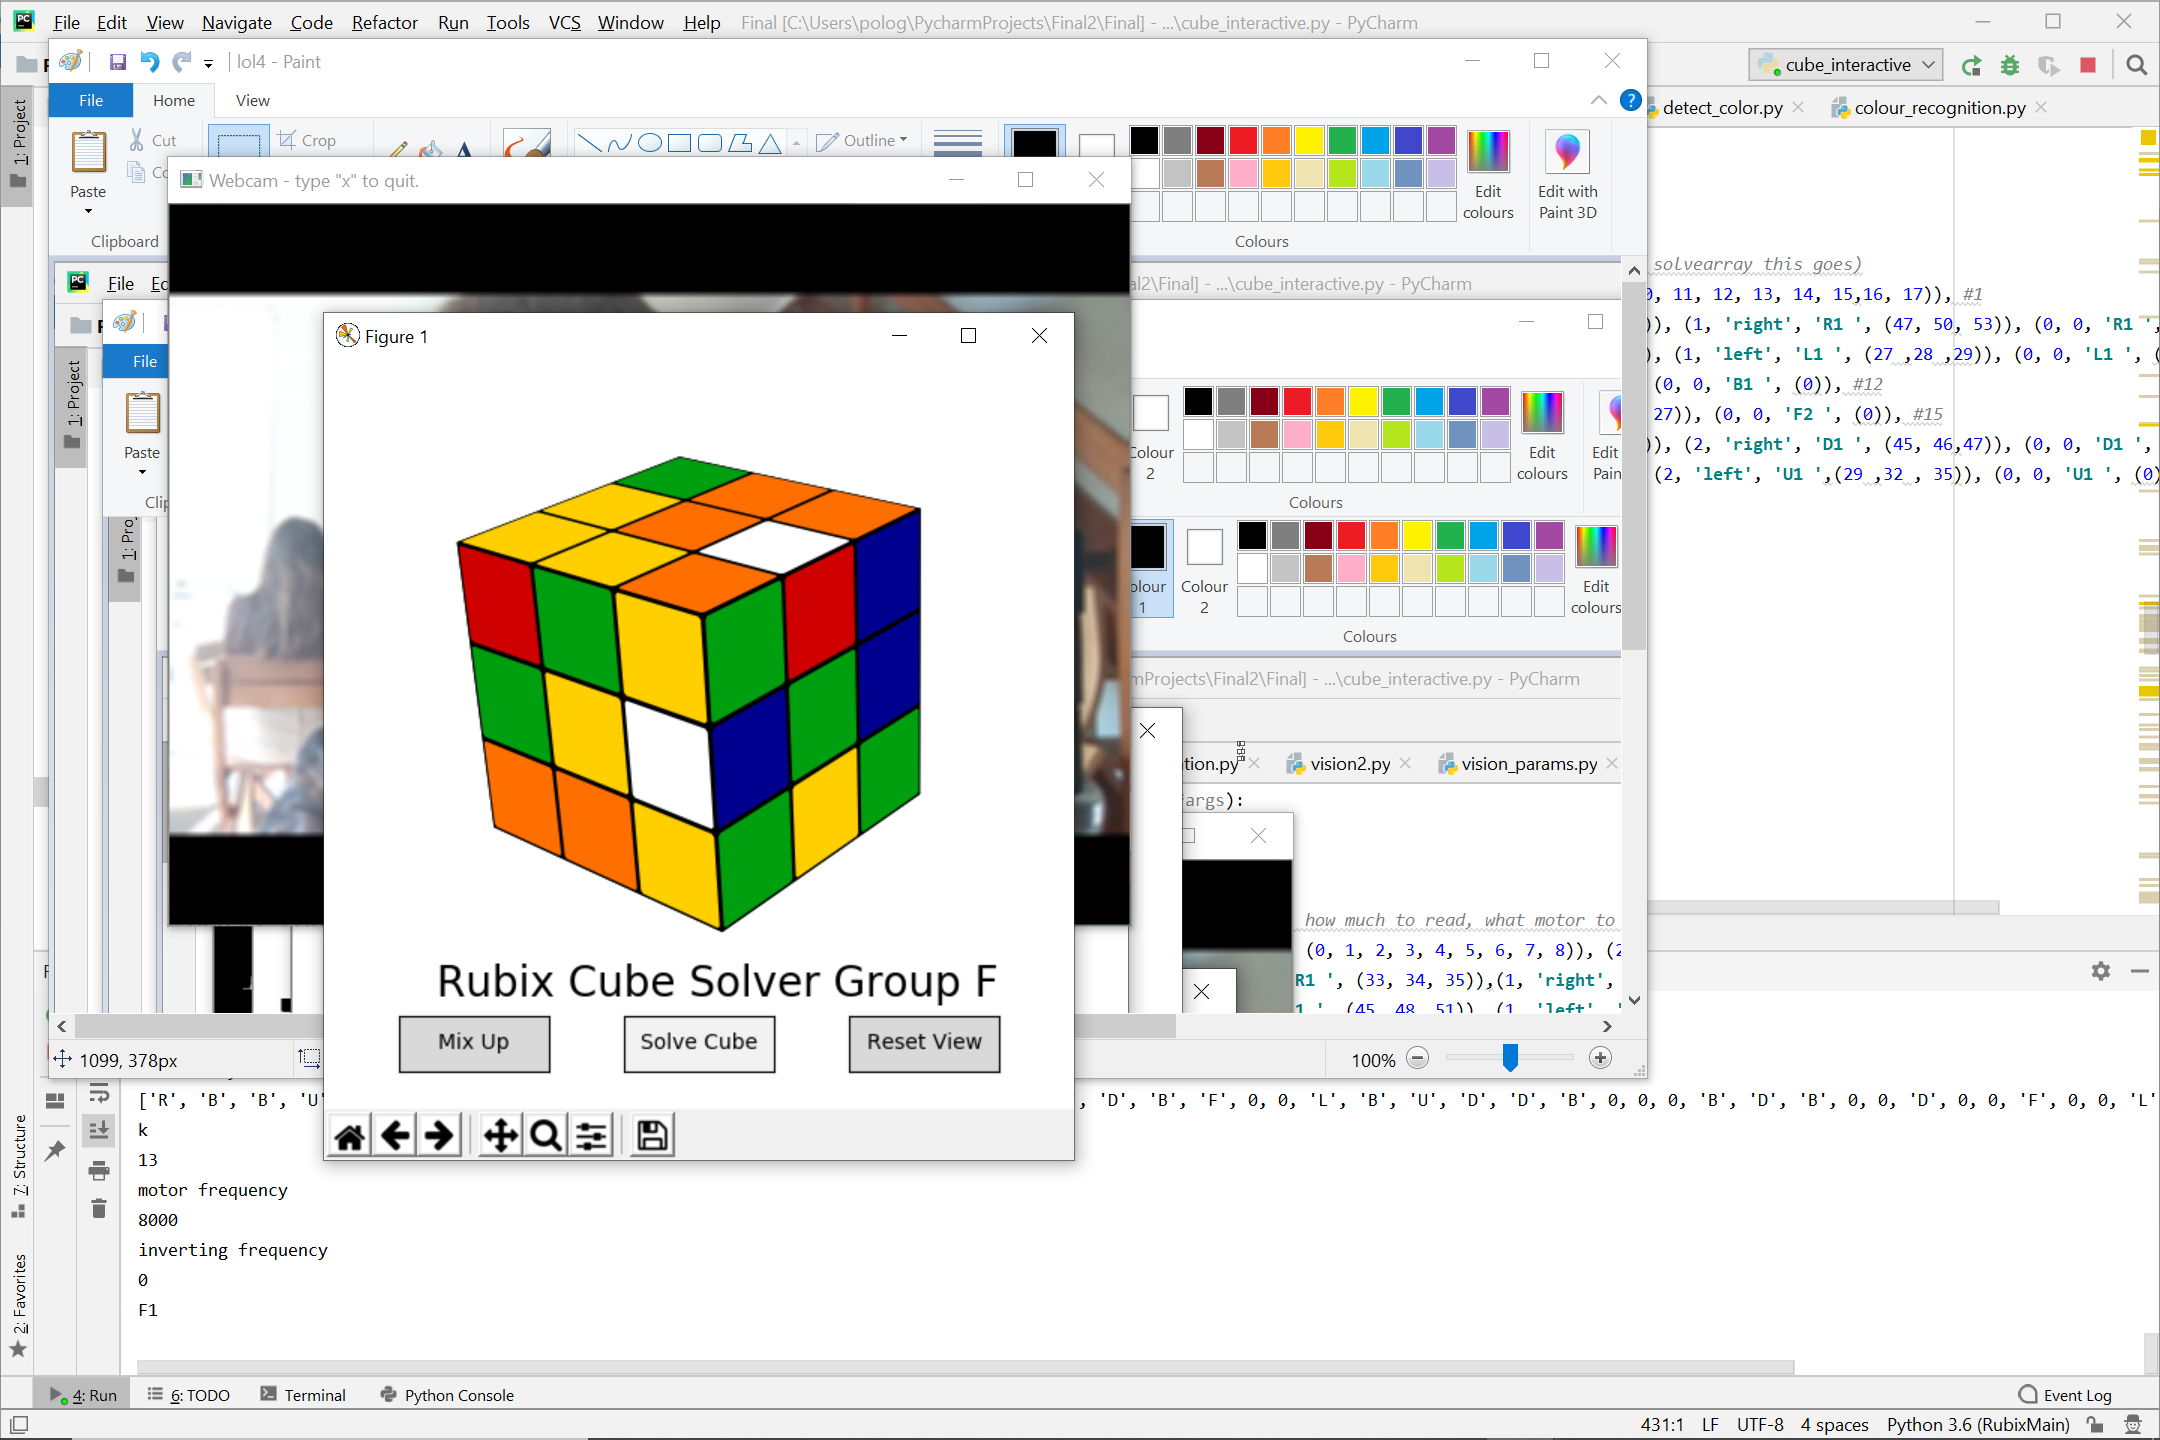 File Edit View Navigate Code Refactor Run Tools VCS Window Help Final [C:\Users\polog\PycharmProjects\Final2\Final] - ...\cube_interactive.py - PyCharm
lol4 - Paint
cube_interactive
File Home View
detect_color.py colour_recognition.py
1: Project
Paste
Cut
Crop
Outline
Clipboard
Edit colours
Edit with Paint 3D
Colours
Webcam - type "x" to quit.
File
...\cube_interactive.py - PyCharm
solvearray this goes)
11, 12, 13, 14, 15,16, 17)), #1
(1, 'right', 'R1 ', (47, 50, 53)), (0, 0, 'R1 ',
(1, 'left', 'L1 ', (27 ,28 ,29)), (0, 0, 'L1 ',
(0, 0, 'B1 ', (0)), #12
27)), (0, 0, 'F2 ', (0)), #15
(2, 'right', 'D1 ', (45, 46,47)), (0, 0, 'D1 ',
(2, 'left', 'U1 ',(29 ,32 , 35)), (0, 0, 'U1 ', (0)
Figure 1
File
1: Project
Paste
2
Edit colours
Edit
Colours
1
Colour 2
Edit colours
Colours
\Final2\Final] - ...\cube_interactive.py - PyCharm
vision2.py vision_params.py
args):
how much to read, what motor to
(0, 1, 2, 3, 4, 5, 6, 7, 8)),
R1 ', (33, 34, 35)),(1, 'right',
(45, 48, 51)), (1, 'left',
Rubix Cube Solver Group F
Mix Up Solve Cube Reset View
1099, 378px
100%
['R', 'B', 'B', 'U' 'D', 'B', 'F', 0, 0, 'L', 'B', 'U', 'D', 'D', 'B', 0, 0, 0, 'B', 'D', 'B', 0, 0, 'D', 0, 0, 'F', 0, 0, 'L'
k
13
motor frequency
8000
inverting frequency
0
F1
7: Structure
2: Favorites
4: Run 6: TODO Terminal Python Console Event Log
431:1 LF UTF-8 4 spaces Python 3.6 (RubixMain)